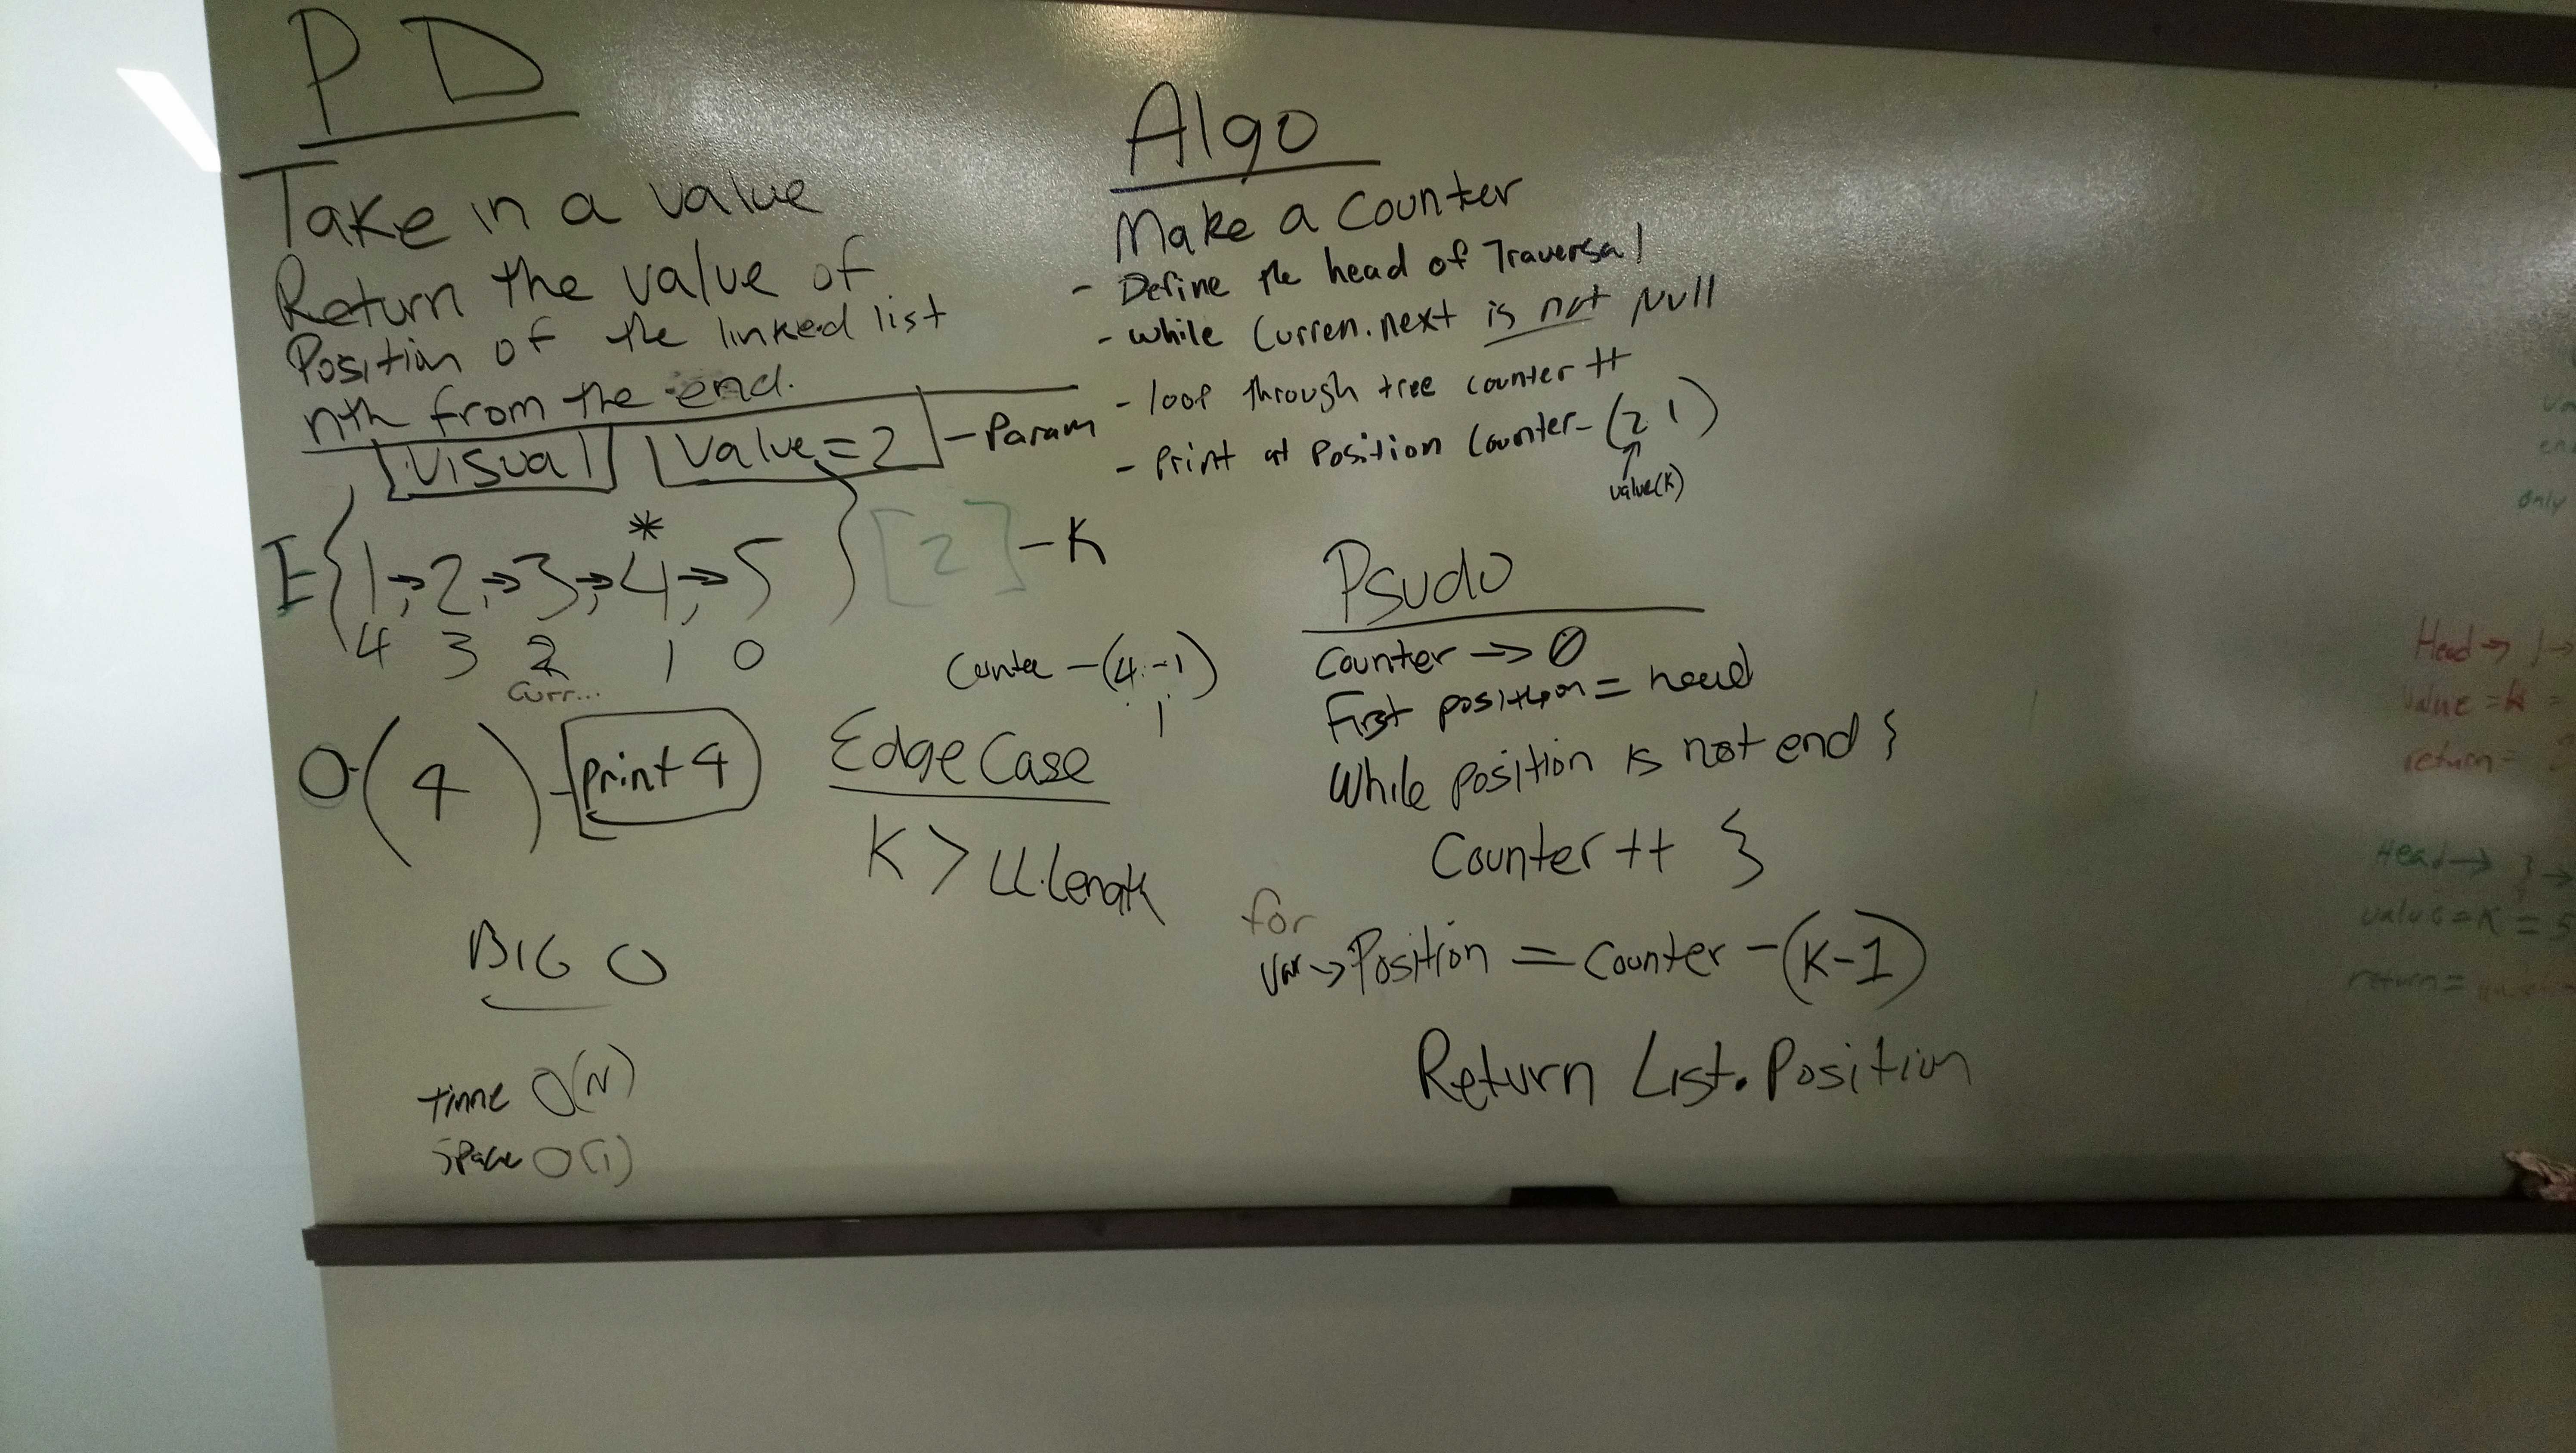 PD
Take in a value
Return the value of
Position of the linked list
nth from the end.
Visual
Value = 2
- Param
*
I {1,→2,→3,→4,→5} [2] - K
4 3 2 1 0
Curr...
O-(4) - print 4
Counte - (4 - 1)
1
Edge Case
K > LL.Length
BIG O
time O(N)
space O(1)
Algo
Make a Counter
- Define the head of Traversal
- while Curren.next is not Null
- loop through tree counter ++
- Print at Position Counter - (2 1)
value(K)
Psudo
Counter → 0
First position = head
While position is not end {
Counter ++ }
for
var → Position = Counter - (K-1)
Return List.Position
only
Head → 1 →
Value = K =
return =
Head →
Value = K = 5
return =